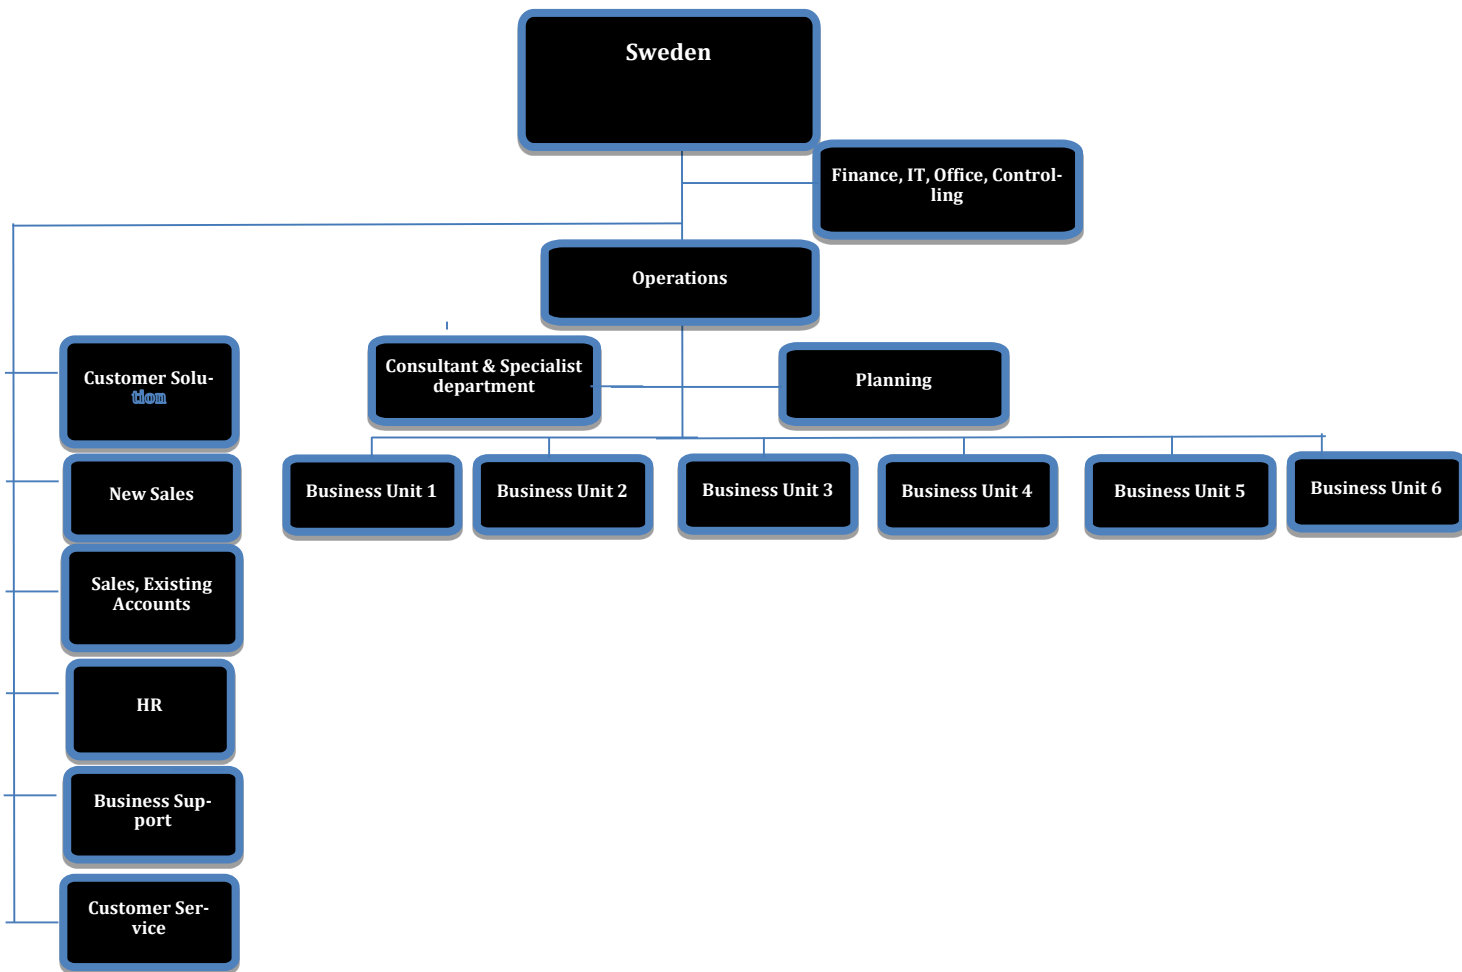 Sweden
Finance, IT, Office, Control-
ling
Operations
Consultant & Specialist
department
Planning
Customer Solu-
tion
New Sales
Sales, Existing
Accounts
HR
Business Sup-
port
Customer Ser-
vice
Business Unit 1
Business Unit 2
Business Unit 3
Business Unit 4
Business Unit 5
Business Unit 6